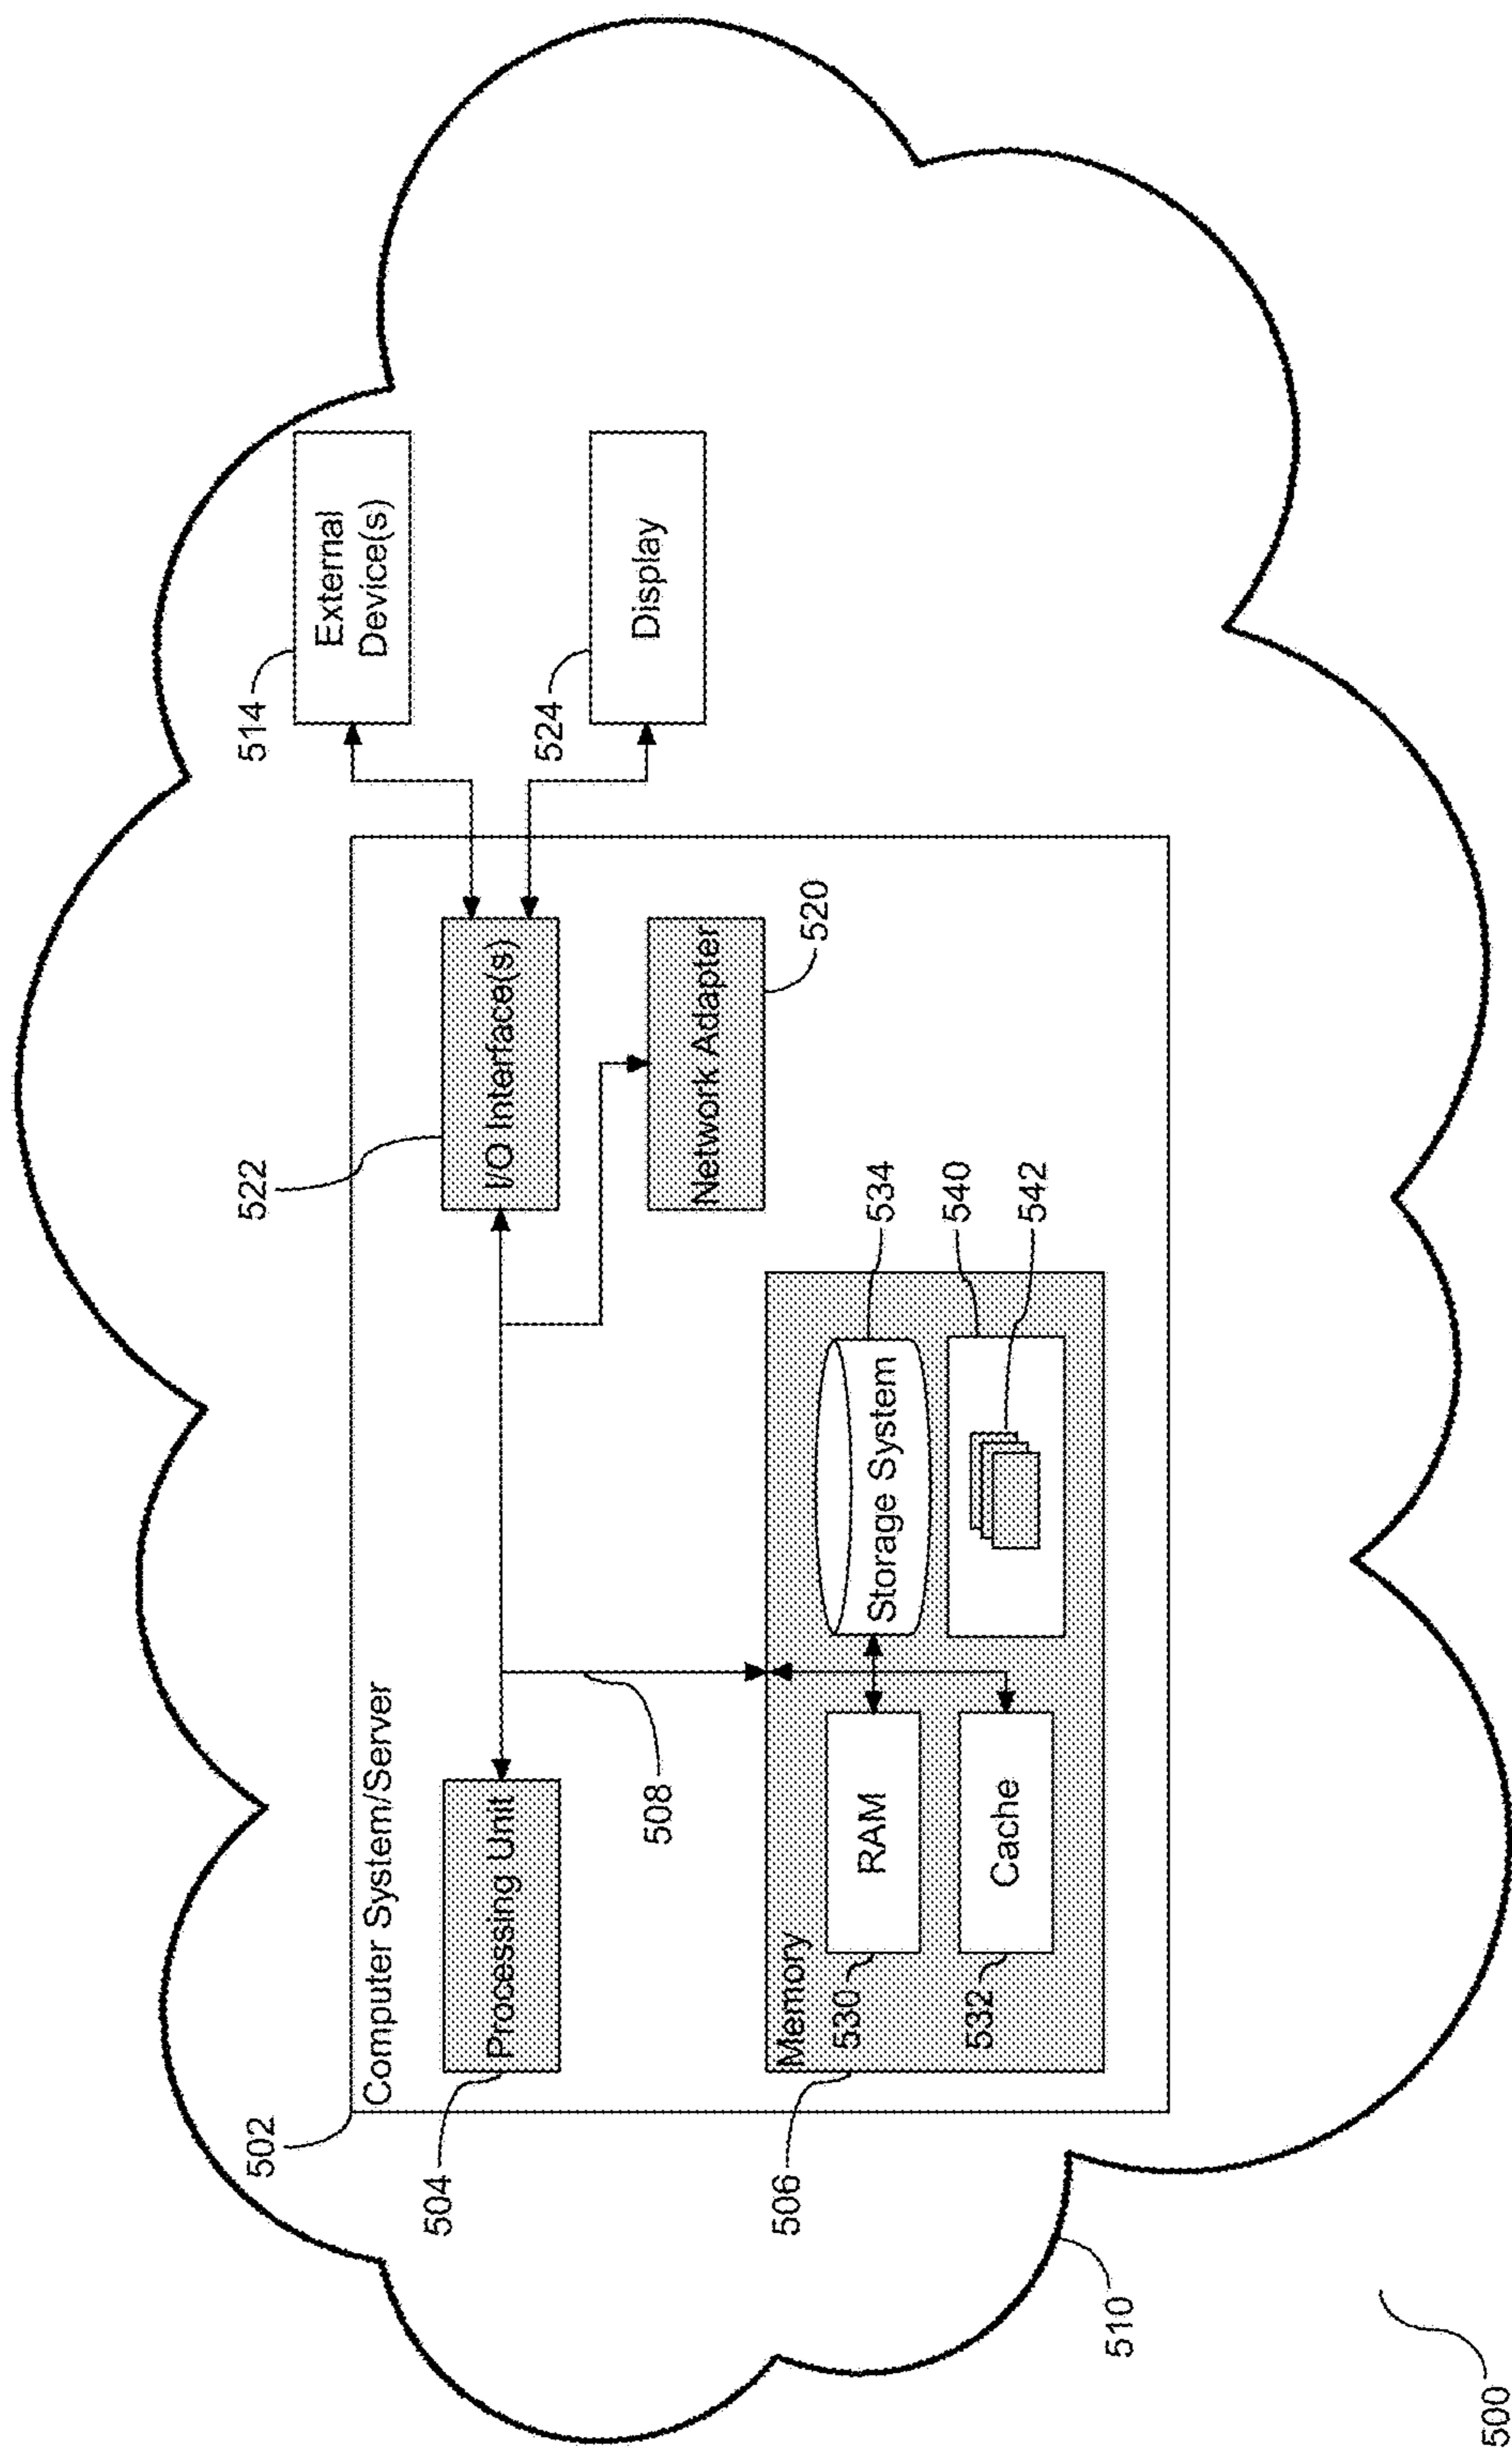 500
510
502
Computer System/Server
504
Processing Unit
508
506
Memory
530
RAM
532
Cache
Storage System
534
540
542
522
I/O Interface(s)
Network Adapter
520
514
External
Device(s)
524
Display